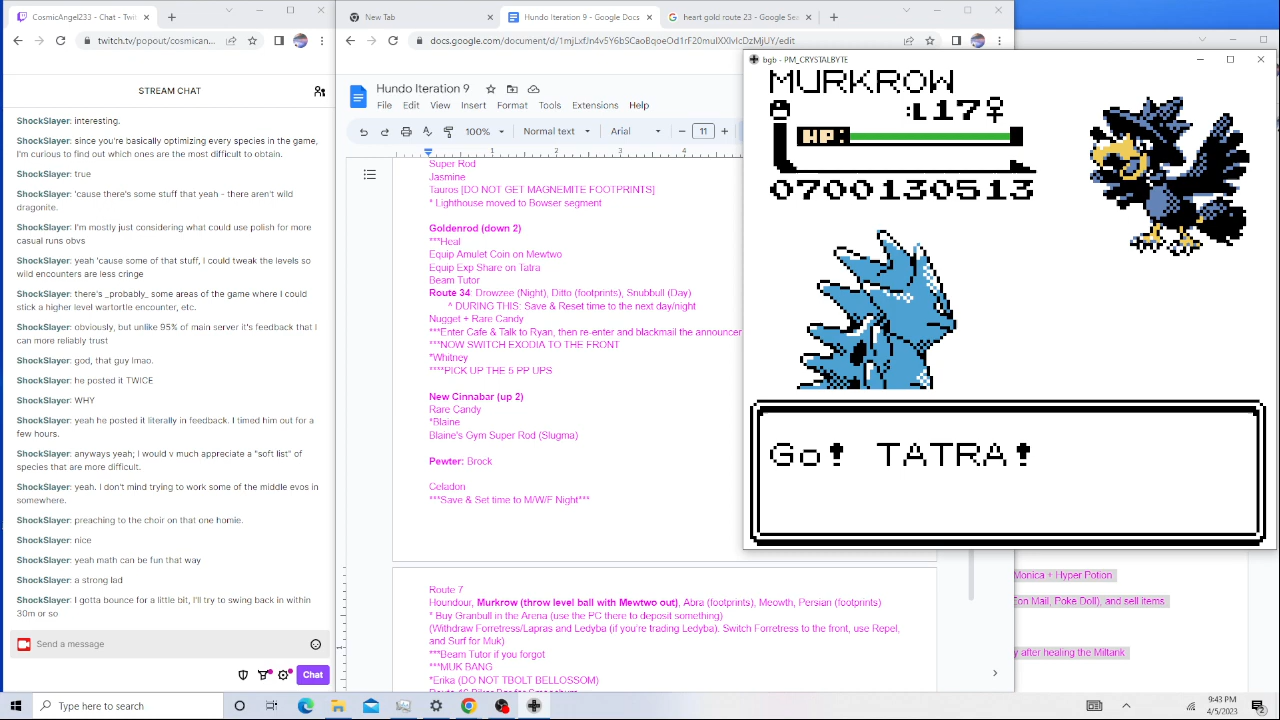 CosmicAngel233 - Chat - Twit
New Tab
Hundo Iteration 9 - Google Docs
heart gold route 23 - Google Sea
twitch.tv/popout/cosmican...
docs.google.com/document/d/1mjLxfJn4v5Y6bSCaoBqoeOd1rF20mulXXlvIcDzMjUY/edit
STREAM CHAT
ShockSlayer: interesting.
ShockSlayer: since you're basically optimizing every species in the game,
I'm curious to find out which ones are the most difficult to obtain.
ShockSlayer: true
ShockSlayer: 'cause there's some stuff that yeah - there aren't wild
dragonite.
ShockSlayer: I'm mostly just considering what could use polish for more
casual runs obvs
ShockSlayer: yeah 'cause some of that stuff, I could tweak the levels so
wild encounters are less cringe
ShockSlayer: there's _probably_ some areas of the game where I could
stick a higher level wartortle encounter, etc.
ShockSlayer: obviously, but unlike 95% of main server it's feedback that I
can more reliably trust
ShockSlayer: god, that guy lmao.
ShockSlayer: he posted it TWICE
ShockSlayer: WHY
ShockSlayer: yeah he posted it literally in feedback. I timed him out for a
few hours.
ShockSlayer: anyways yeah; I would v much appreciate a "soft list" of
species that are more difficult.
ShockSlayer: yeah. I don't mind trying to work some of the middle evos in
somewhere.
ShockSlayer: preaching to the choir on that one homie.
ShockSlayer: nice
ShockSlayer: yeah math can be fun that way
ShockSlayer: a strong lad
ShockSlayer: I gotta bounce for a little bit, I'll try to swing back in within
30m or so
Send a message
Chat
Hundo Iteration 9
File Edit View Insert Format Tools Extensions Help
100% Normal text Arial 11
1 2 3 4
Super Rod
Jasmine
Tauros [DO NOT GET MAGNEMITE FOOTPRINTS]
* Lighthouse moved to Bowser segment
Goldenrod (down 2)
***Heal
Equip Amulet Coin on Mewtwo
Equip Exp Share on Tatra
Beam Tutor
Route 34: Drowzee (Night), Ditto (footprints), Snubbull (Day)
^ DURING THIS: Save & Reset time to the next day/night
Nugget + Rare Candy
***Enter Cafe & Talk to Ryan, then re-enter and blackmail the announcer
***NOW SWITCH EXODIA TO THE FRONT
*Whitney
****PICK UP THE 5 PP UPS
New Cinnabar (up 2)
Rare Candy
*Blaine
Blaine's Gym Super Rod (Slugma)
Pewter: Brock
Celadon
***Save & Set time to M/W/F Night***
Route 7
Houndour, Murkrow (throw level ball with Mewtwo out), Abra (footprints), Meowth, Persian (footprints)
* Buy Granbull in the Arena (use the PC there to deposit something)
(Withdraw Forretress/Lapras and Ledyba (if you're trading Ledyba). Switch Forretress to the front, use Repel,
and Surf for Muk)
***Beam Tutor if you forgot
***MUK BANG
*Erika (DO NOT TBOLT BELLOSSOM)
bgb - PM_CRYSTALBYTE
MURKROW
:L17♀
HP:
0700130513
Go! TATRA!
Monica + Hyper Potion
Eon Mail, Poke Doll), and sell items
y after healing the Miltank
Type here to search
9:43 PM
4/5/2023
2